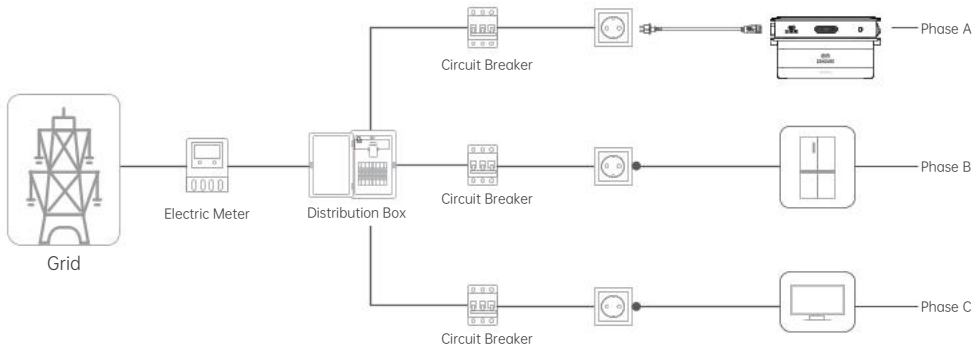 Circuit Breaker
Phase A
Grid
Electric Meter
Distribution Box
Circuit Breaker
Phase B
Circuit Breaker
Phase C